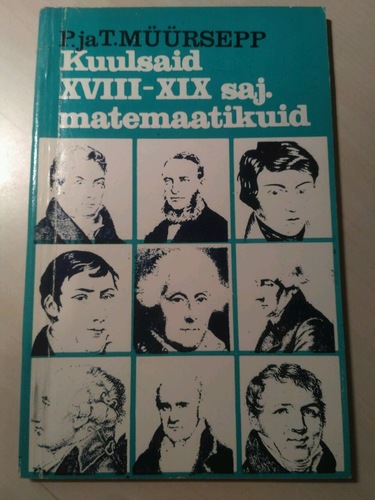 P. ja T. MÜÜRSEPP
Kuulsaid
XVIII-XIX saj.
matemaatikuid